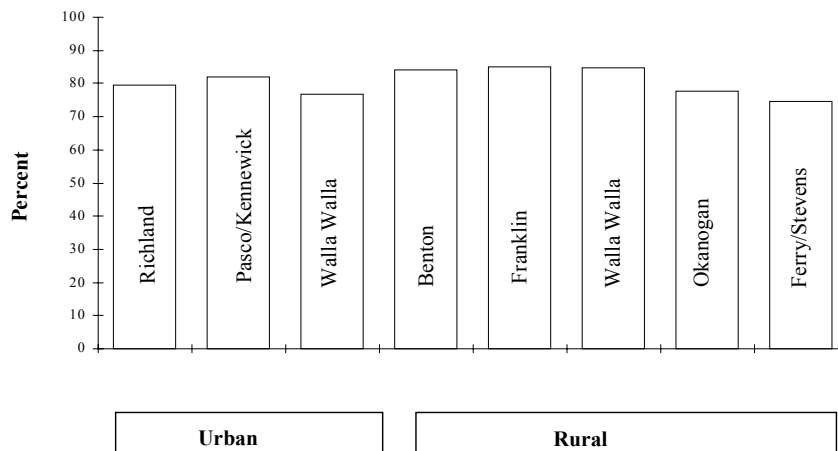 Percent
100
90
80
70
60
50
40
30
20
10
0
Richland
Pasco/Kennewick
Walla Walla
Benton
Franklin
Walla Walla
Okanogan
Ferry/Stevens
Urban
Rural